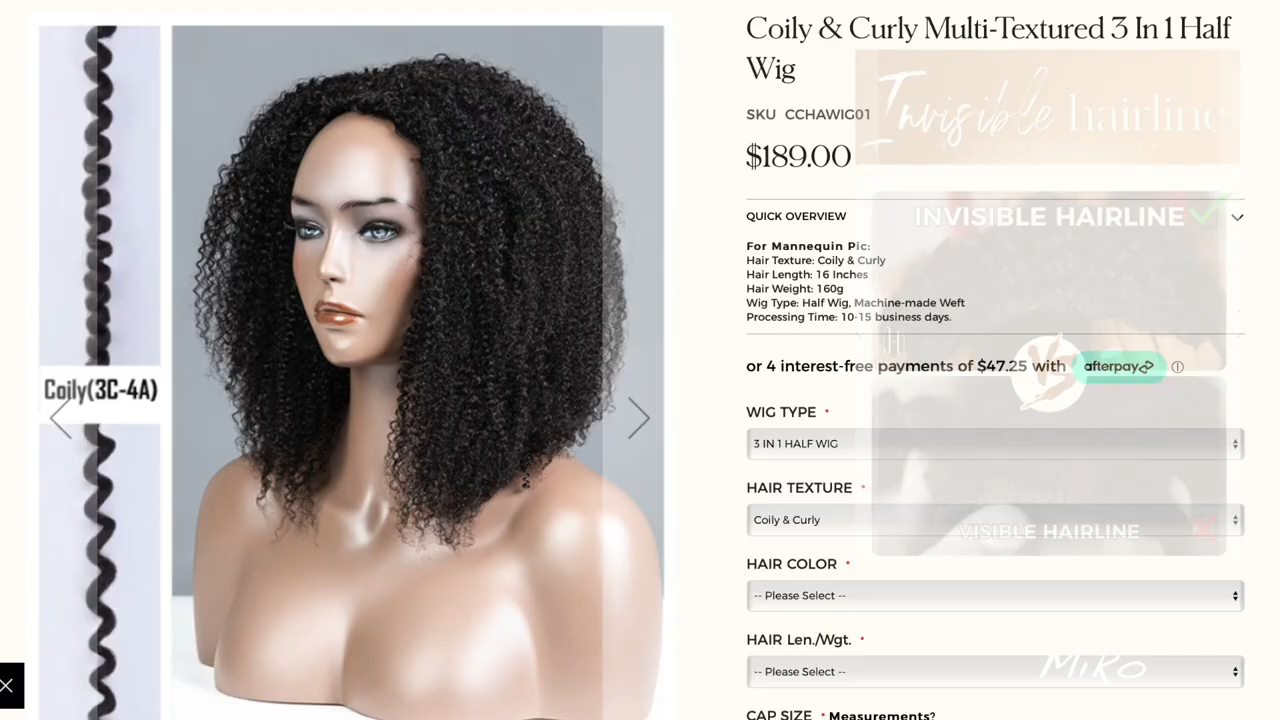 Coily & Curly Multi-Textured 3 In 1 Half
Wig
Invisible hairline
SKU CCHAWIG01
$189.00
QUICK OVERVIEW
INVISIBLE HAIRLINE
For Mannequin Pic:
Hair Texture: Coily & Curly
Hair Length: 16 Inches
Hair Weight: 160g
Wig Type: Half Wig, Machine-made Weft
Processing Time: 10-15 business days.
or 4 interest-free payments of $47.25 with afterpay
VS
Coily(3C-4A)
WIG TYPE *
3 IN 1 HALF WIG
HAIR TEXTURE *
Coily & Curly
VISIBLE HAIRLINE
HAIR COLOR *
-- Please Select --
HAIR Len./Wgt. *
-- Please Select --
MiRo
CAP SIZE * Measurements?